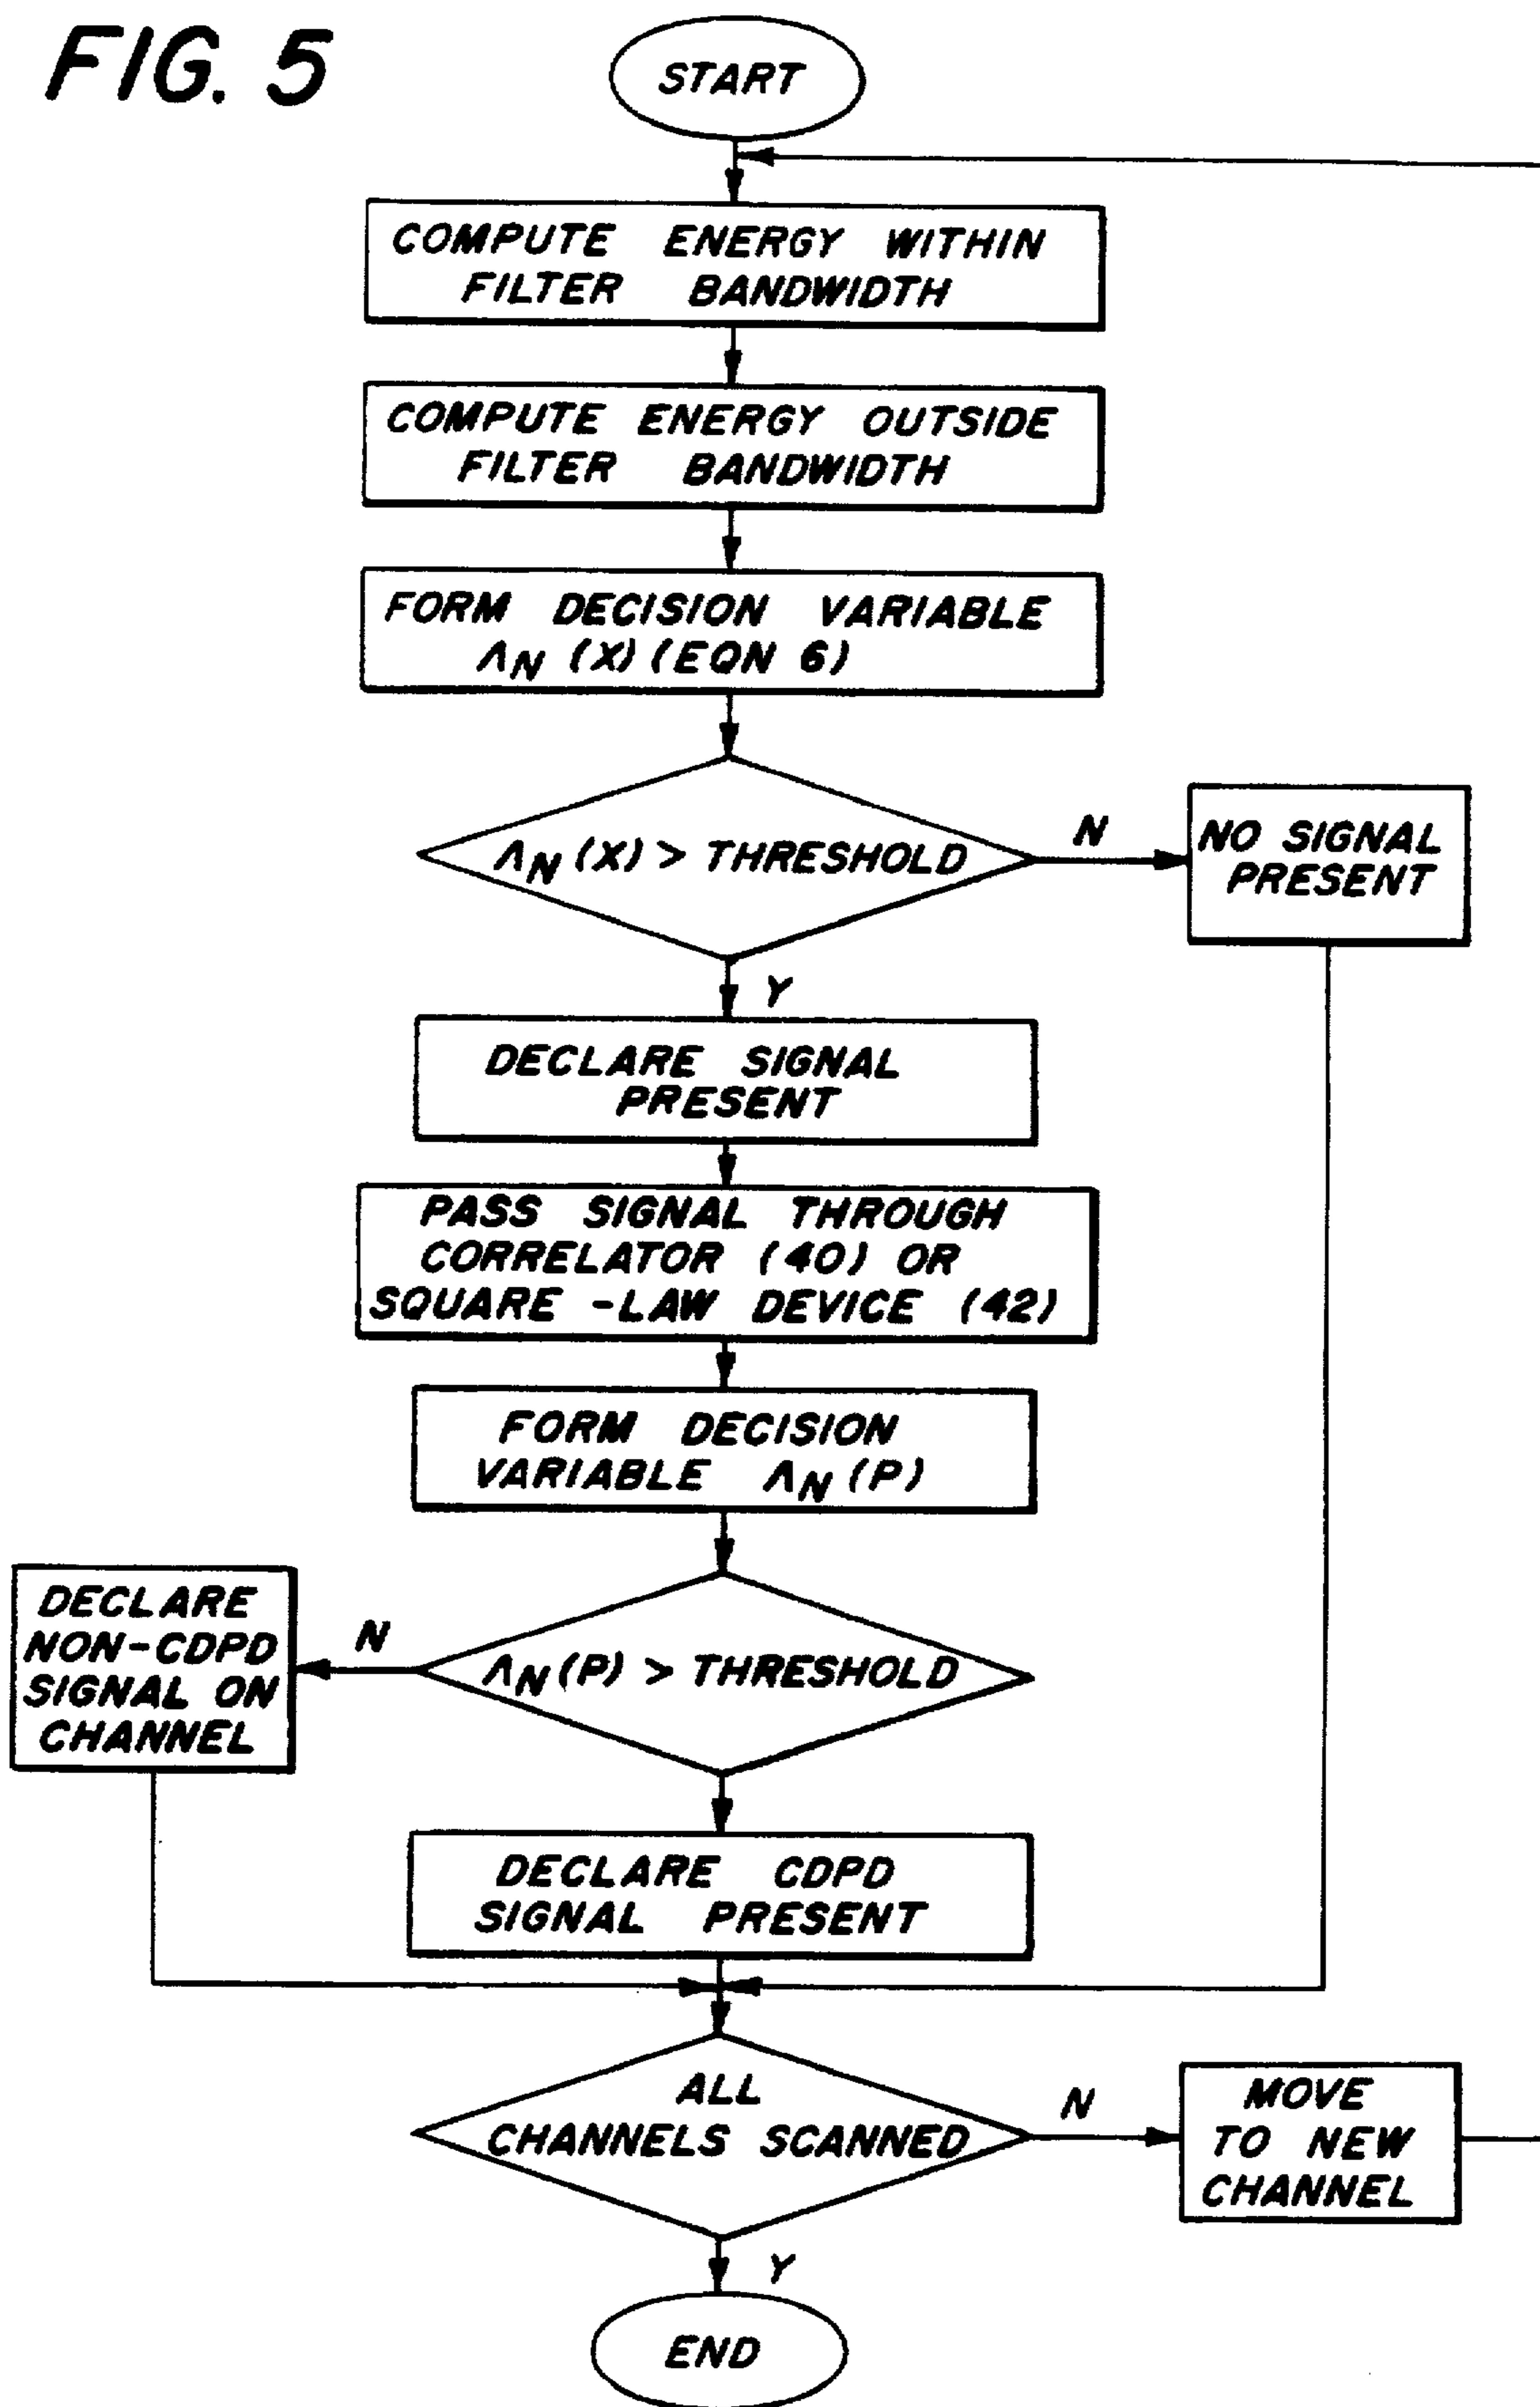 FIG. 5
START
COMPUTE ENERGY WITHIN
FILTER BANDWIDTH
COMPUTE ENERGY OUTSIDE
FILTER BANDWIDTH
FORM DECISION VARIABLE
ΛN (X) (EQN 6)
ΛN (X) > THRESHOLD
N
NO SIGNAL
PRESENT
Y
DECLARE SIGNAL
PRESENT
PASS SIGNAL THROUGH
CORRELATOR (40) OR
SQUARE -LAW DEVICE (42)
FORM DECISION
VARIABLE ΛN (P)
ΛN (P) > THRESHOLD
N
DECLARE
NON-CDPD
SIGNAL ON
CHANNEL
DECLARE CDPD
SIGNAL PRESENT
ALL
CHANNELS SCANNED
N
MOVE
TO NEW
CHANNEL
Y
END